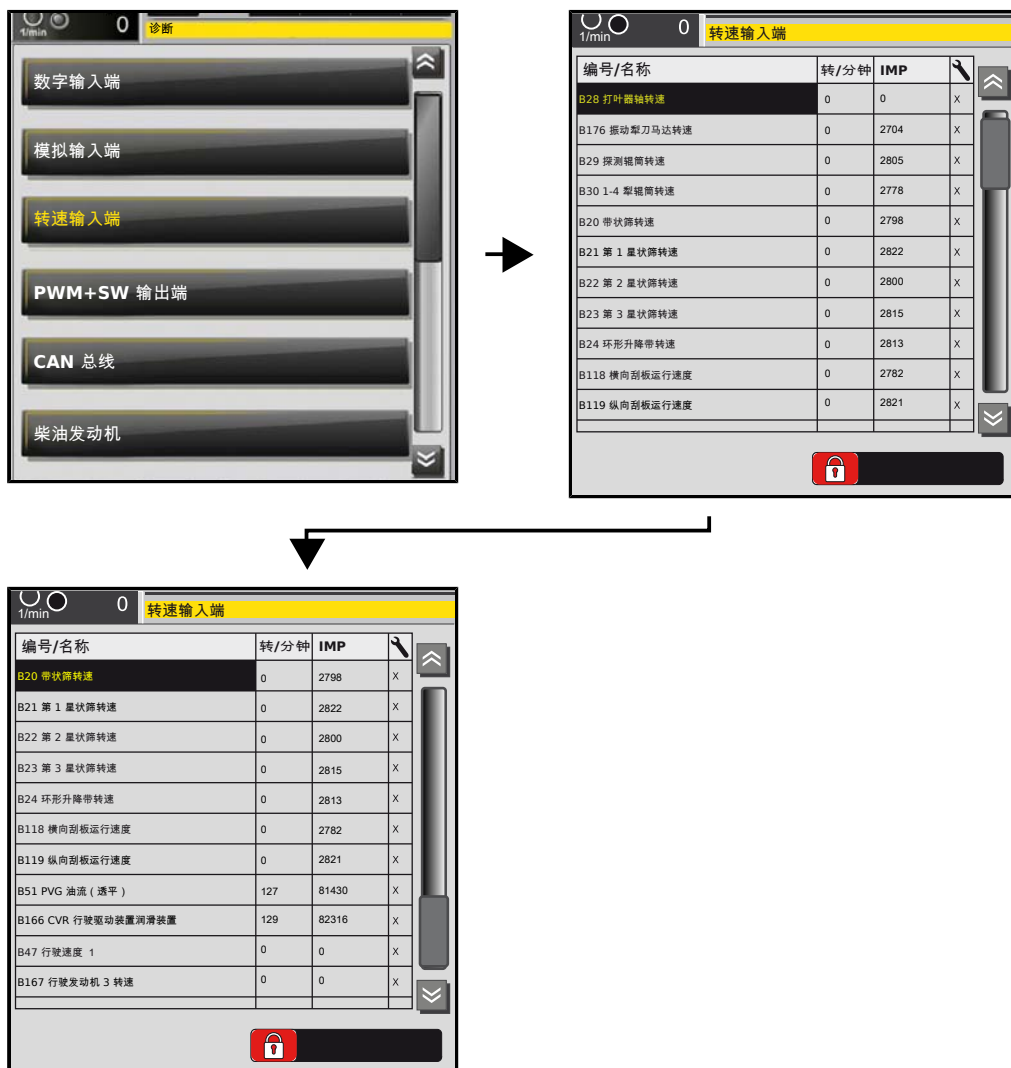 1/min 0 诊断
数字输入端
模拟输入端
转速输入端
PWM+SW 输出端
CAN 总线
柴油发动机
1/min 0 转速输入端
编号/名称 转/分钟 IMP
B28 打叶器轴转速 0 0 X
B176 振动犁刀马达转速 0 2704 X
B29 探测辊筒转速 0 2805 X
B30 1-4 犁辊筒转速 0 2778 X
B20 带状筛转速 0 2798 X
B21 第 1 星状筛转速 0 2822 X
B22 第 2 星状筛转速 0 2800 X
B23 第 3 星状筛转速 0 2815 X
B24 环形升降带转速 0 2813 X
B118 横向刮板运行速度 0 2782 X
B119 纵向刮板运行速度 0 2821 X
1/min 0 转速输入端
编号/名称 转/分钟 IMP
B20 带状筛转速 0 2798 X
B21 第 1 星状筛转速 0 2822 X
B22 第 2 星状筛转速 0 2800 X
B23 第 3 星状筛转速 0 2815 X
B24 环形升降带转速 0 2813 X
B118 横向刮板运行速度 0 2782 X
B119 纵向刮板运行速度 0 2821 X
B51 PVG 油流 ( 透平 ) 127 81430 X
B166 CVR 行驶驱动装置润滑装置 129 82316 X
B47 行驶速度 1 0 0 X
B167 行驶发动机 3 转速 0 0 X